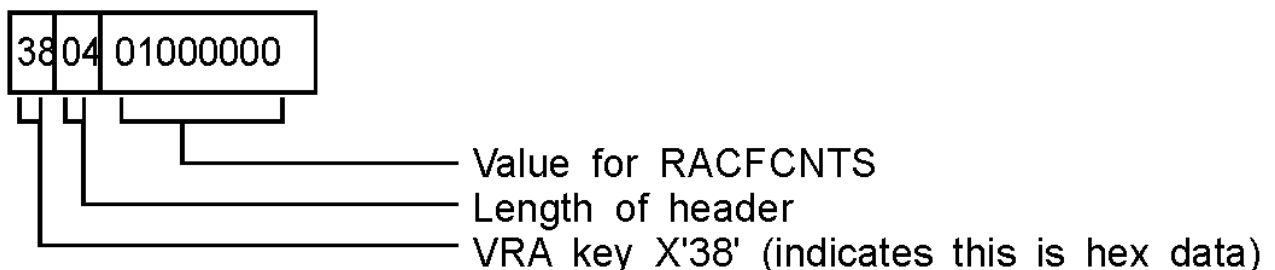 38 04 01000000
Value for RACFCNTS
Length of header
VRA key X'38' (indicates this is hex data)